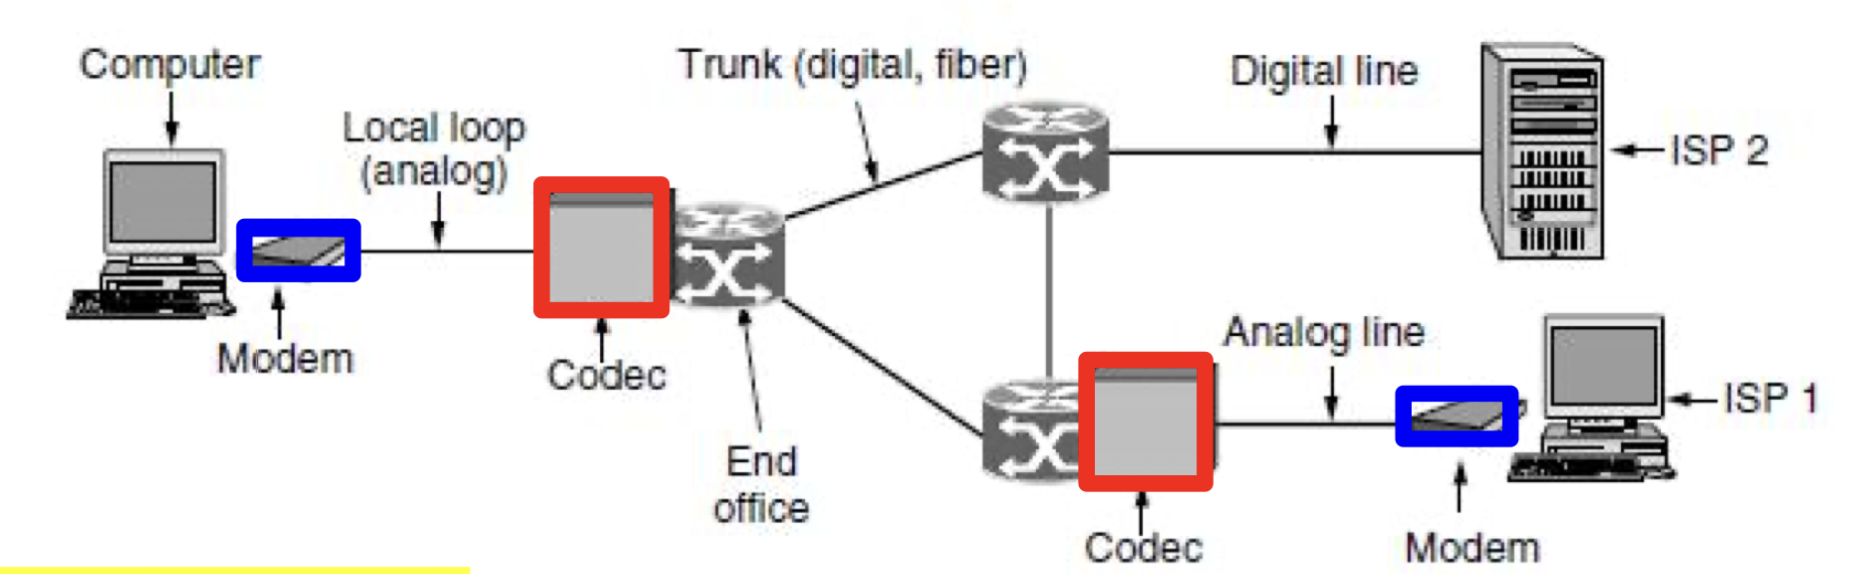 Computer
Trunk (digital, fiber)
Digital line
Local loop
(analog)
ISP 2
Modem
Codec
Analog line
ISP 1
End
office
Codec
Modem